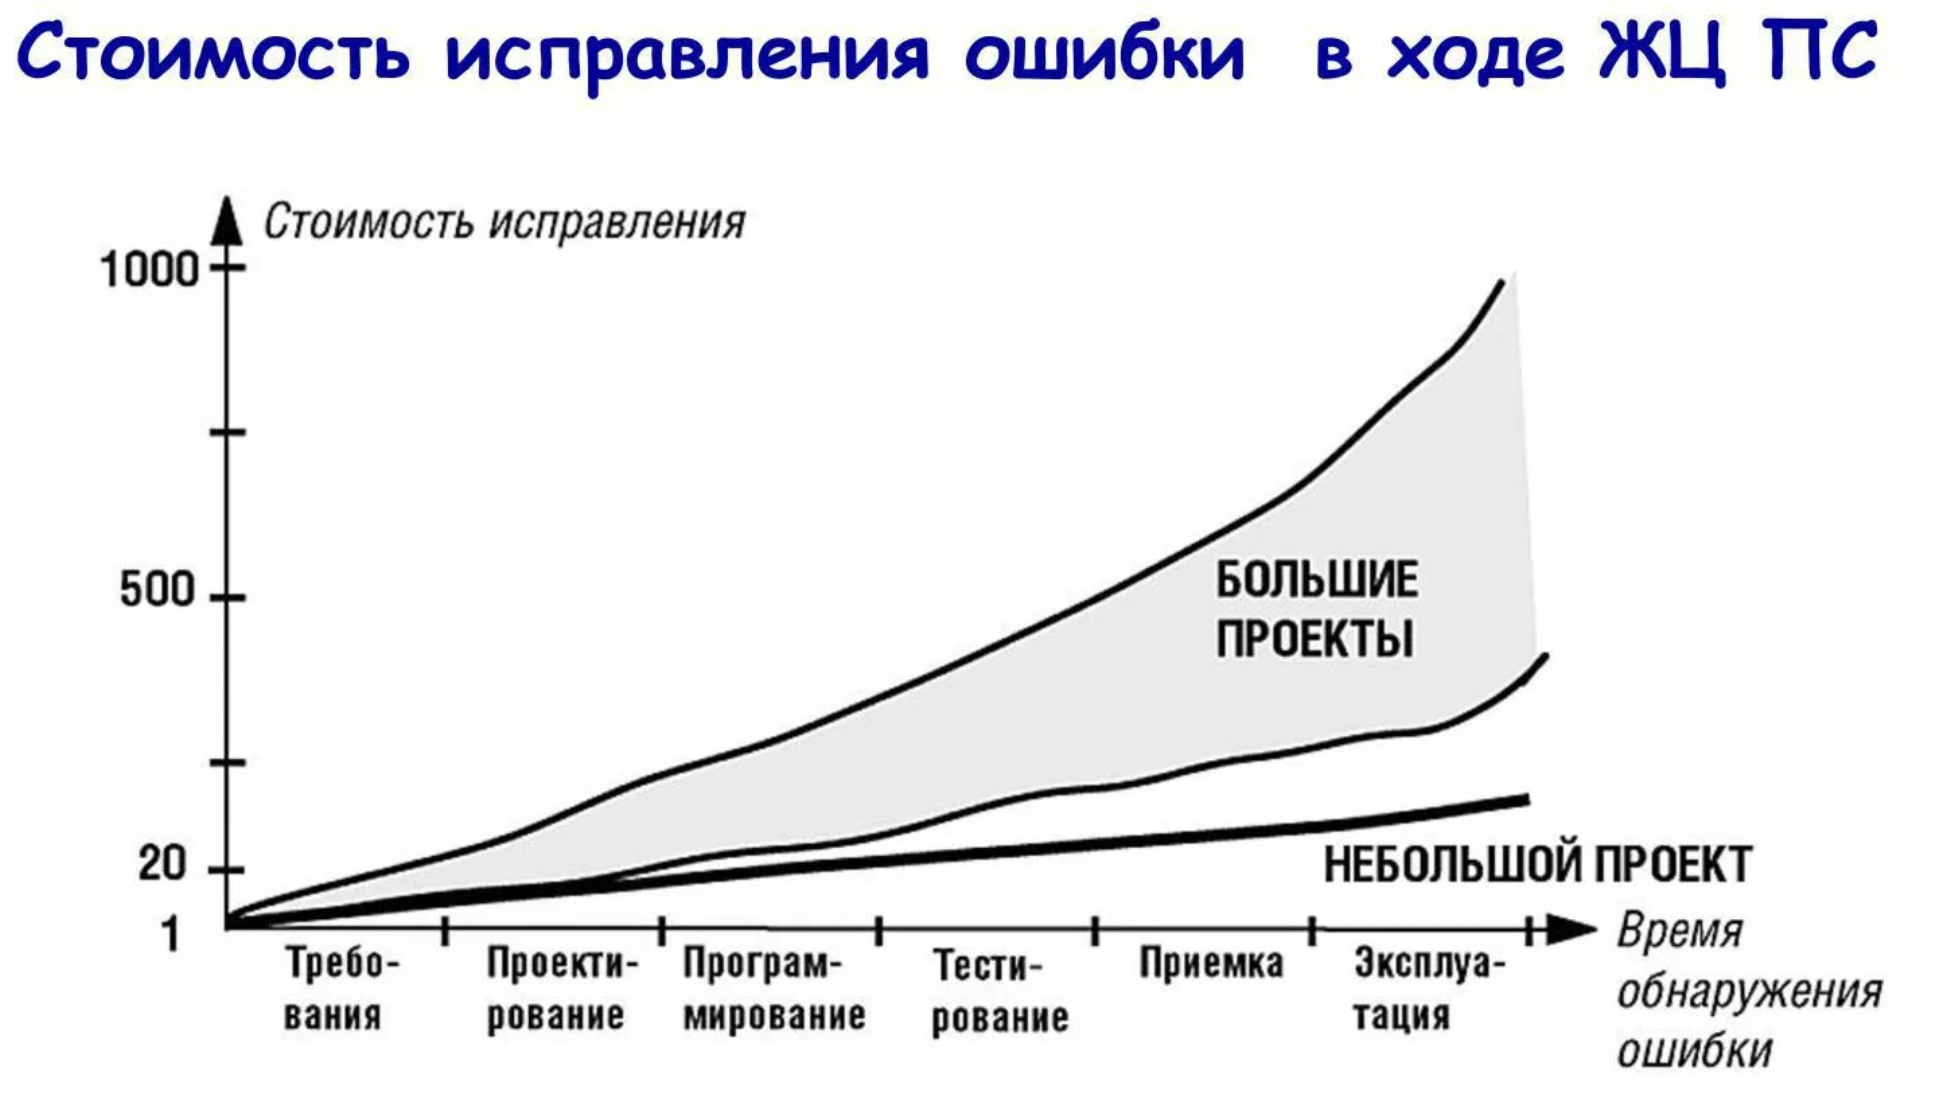 Стоимость исправления ошибки в ходе ЖЦ ПС
Стоимость исправления
1000
500
20
1
БОЛЬШИЕ
ПРОЕКТЫ
НЕБОЛЬШОЙ ПРОЕКТ
Требо-
вания
Проекти-
рование
Програм-
мирование
Тести-
рование
Приемка
Эксплуа-
тация
Время
обнаружения
ошибки